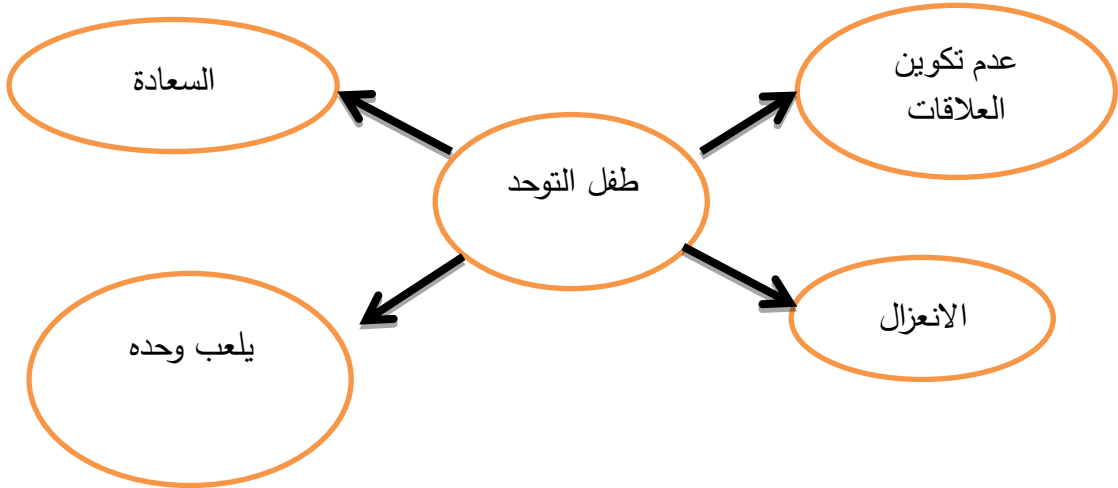 عدم تكوين
العلاقات
السعادة
طفل التوحد
الانعزال
يلعب وحده